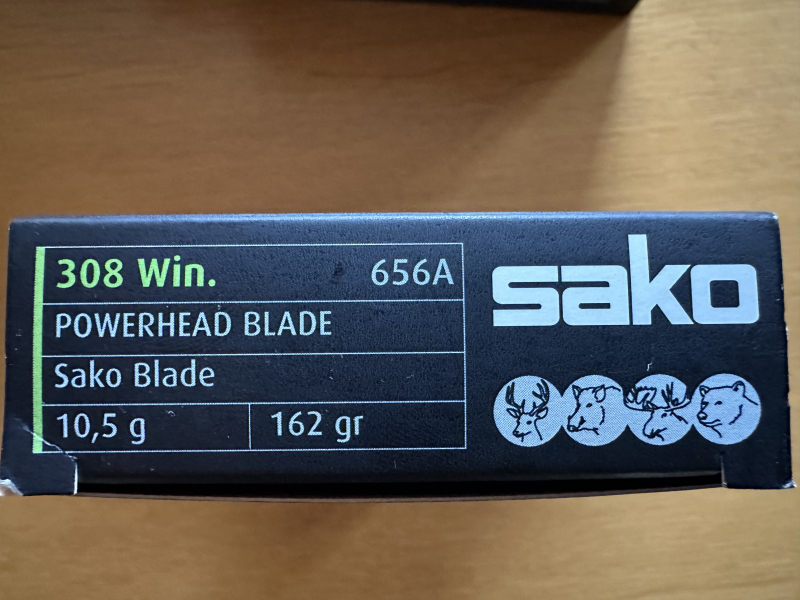 308 Win. 656A
POWERHEAD BLADE
Sako Blade
10,5 g 162 gr
sako